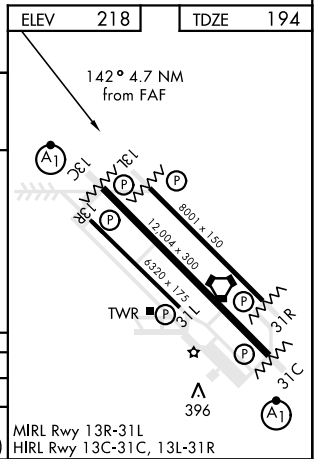 ELEV 218
TDZE 194
142° 4.7 NM
from FAF
A1
13C
13L
P
P
13R
P
8001 x 150
12,004 x 300
6320 x 175
P
31R
TWR
P
31L
P
31C
396
A1
MIRL Rwy 13R-31L
HIRL Rwy 13C-31C, 13L-31R
)